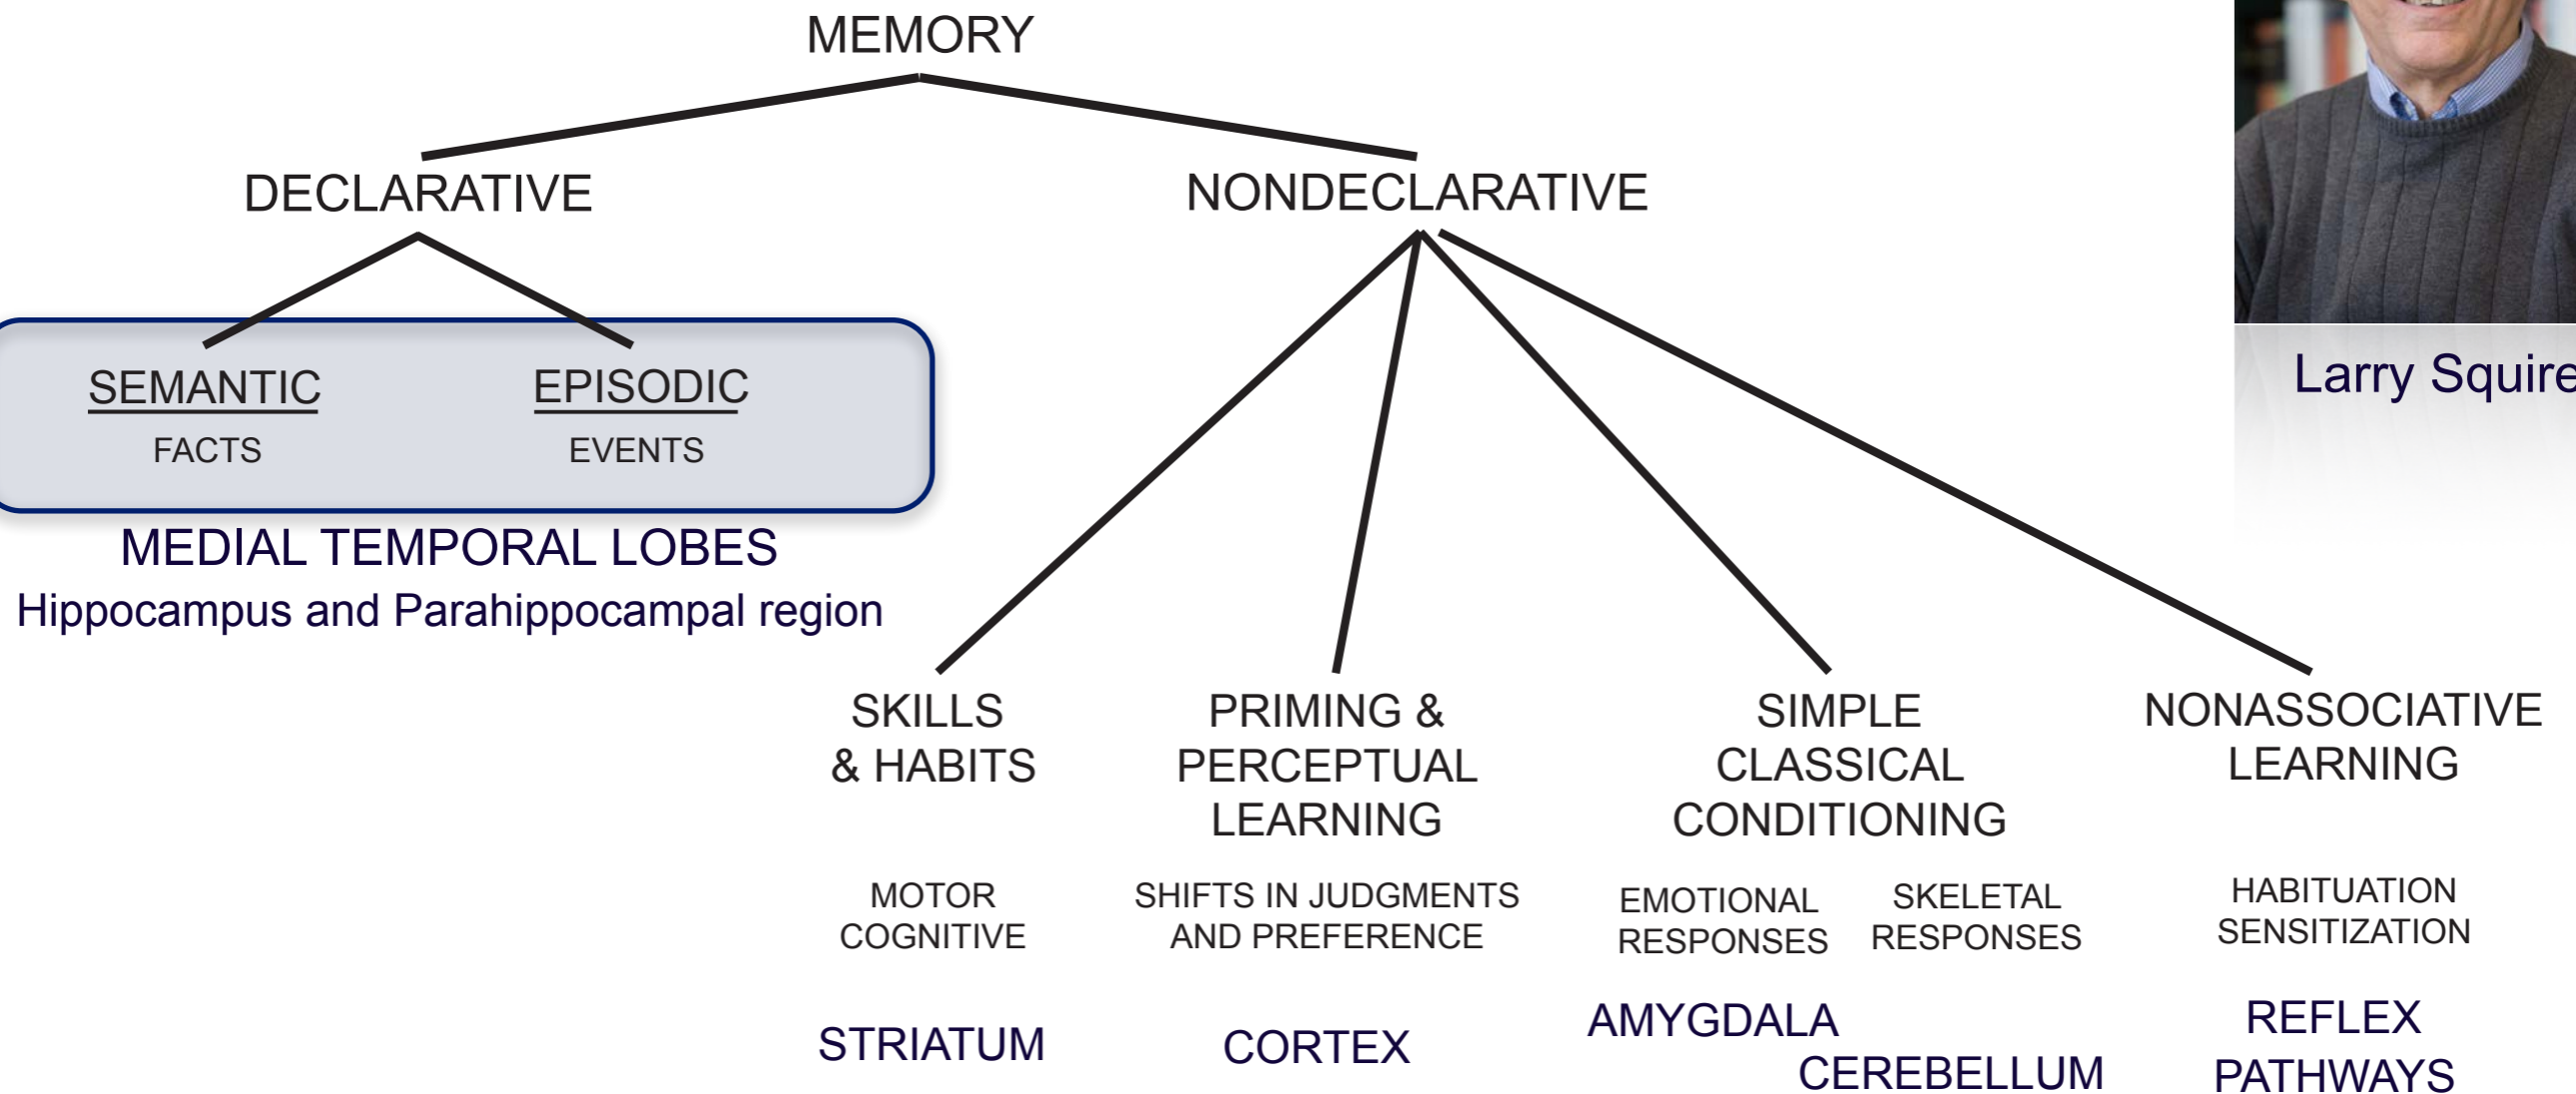 MEMORY
DECLARATIVE
NONDECLARATIVE
SEMANTIC
FACTS
EPISODIC
EVENTS
MEDIAL TEMPORAL LOBES
Hippocampus and Parahippocampal region
Larry Squire
SKILLS
& HABITS
MOTOR
COGNITIVE
STRIATUM
PRIMING &
PERCEPTUAL
LEARNING
SHIFTS IN JUDGMENTS
AND PREFERENCE
CORTEX
SIMPLE
CLASSICAL
CONDITIONING
EMOTIONAL
RESPONSES
AMYGDALA
SKELETAL
RESPONSES
CEREBELLUM
NONASSOCIATIVE
LEARNING
HABITUATION
SENSITIZATION
REFLEX
PATHWAYS